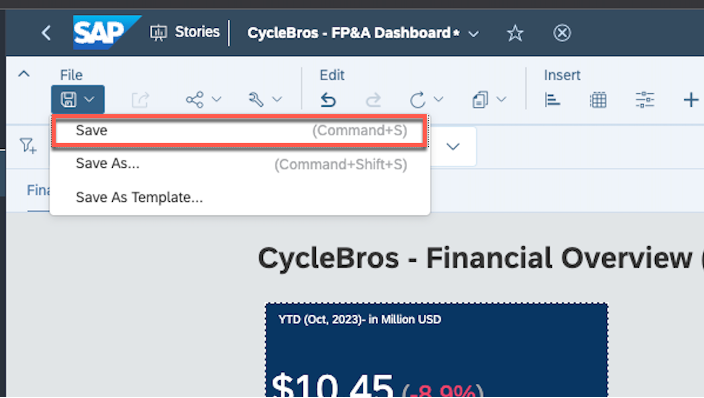 SAP Stories CycleBros - FP&A Dashboard*
File Edit Insert
Save (Command+S)
Save As... (Command+Shift+S)
Save As Template...
CycleBros - Financial Overview (
YTD (Oct, 2023)- in Million USD
$10.45 (-8.9%)